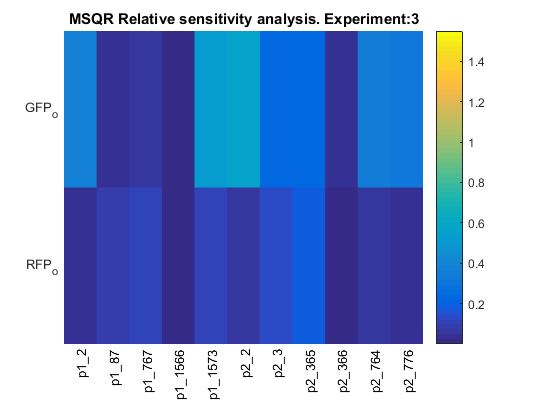 MSQR Relative sensitivity analysis. Experiment:3
GFPo
RFPo
p1_2
p1_87
p1_767
p1_1566
p1_1573
p2_2
p2_3
p2_365
p2_366
p2_764
p2_776
1.4
1.2
1
0.8
0.6
0.4
0.2